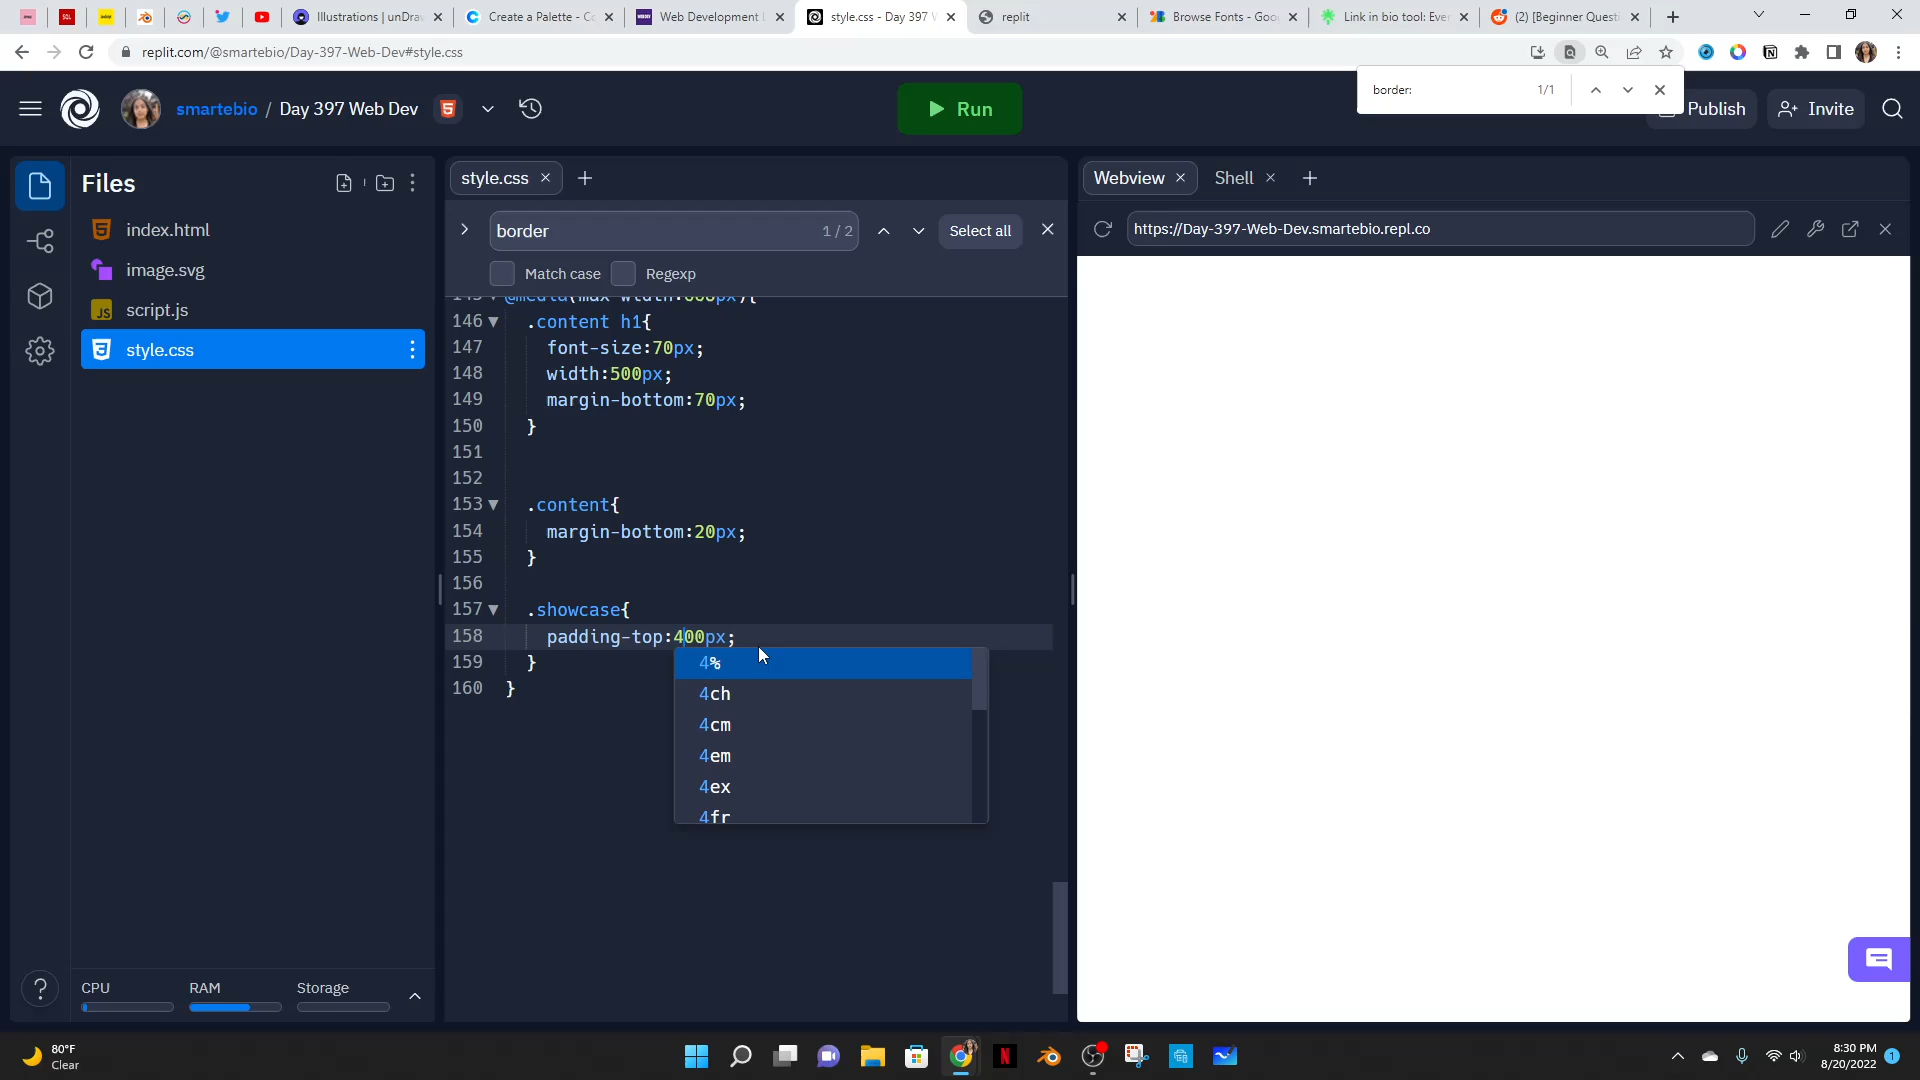 Illustrations | unDra
Create a Palette - C
Web Development
style.css - Day 397
replit
Browse Fonts - Goo
Link in bio tool: Eve
(2) [Beginner Questi
replit.com/@smartebio/Day-397-Web-Dev#style.css
border: 1/1
smartebio / Day 397 Web Dev
Run
Publish
Invite
Files
index.html
image.svg
script.js
style.css
CPU
RAM
Storage
style.css
border 1/2
Select all
Match case
Regexp
146 .content h1{
147 font-size:70px;
148 width:500px;
149 margin-bottom:70px;
150 }
151
152
153 .content{
154 margin-bottom:20px;
155 }
156
157 .showcase{
158 padding-top:400px;
159 }
160 }
4%
4ch
4cm
4em
4ex
4fr
Webview
Shell
https://Day-397-Web-Dev.smartebio.repl.co
80°F
Clear
8:30 PM
8/20/2022
1